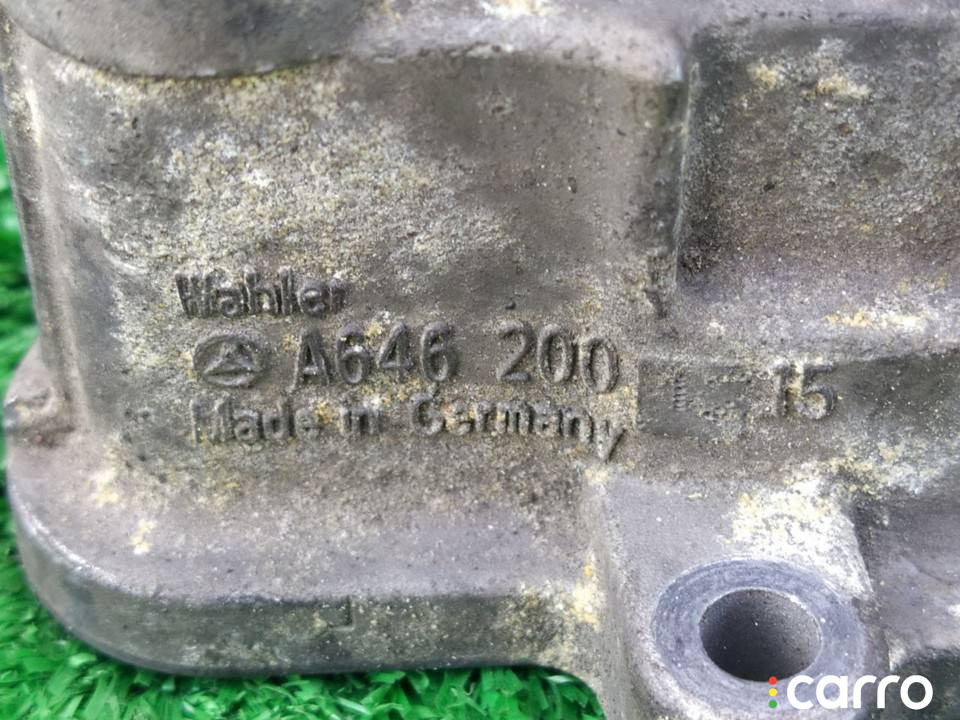 Wahler
A646 200 15
Made in Germany
carro